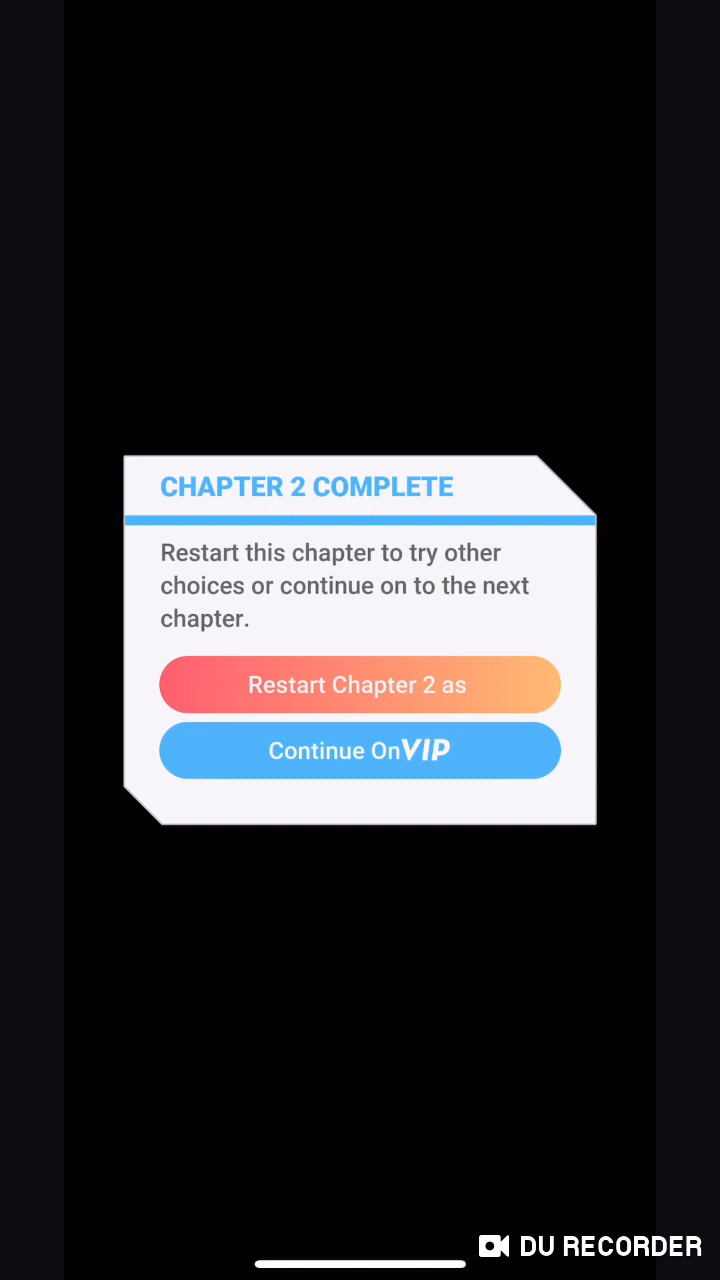 CHAPTER 2 COMPLETE
Restart this chapter to try other
choices or continue on to the next
chapter.
Restart Chapter 2 as
Continue OnVIP
DU RECORDER